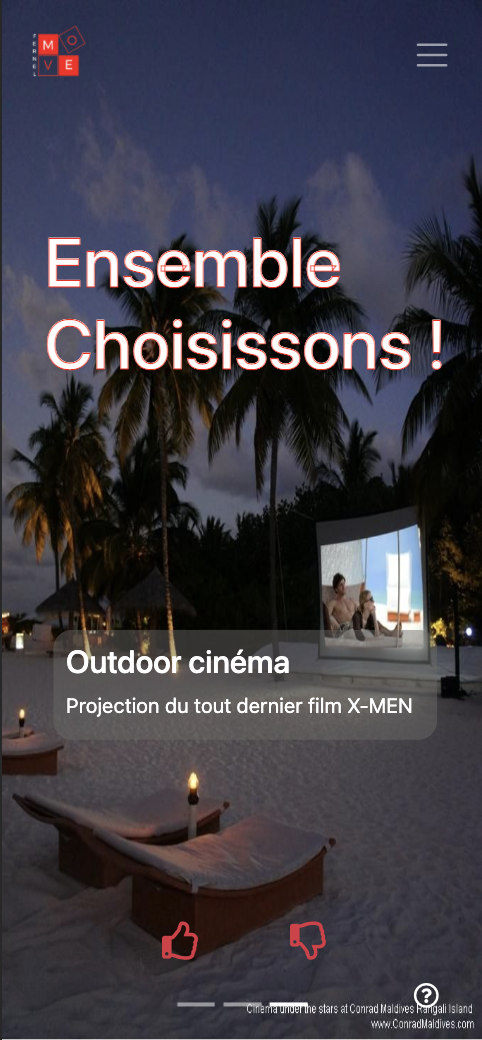 FERNEL
M O
V E
Ensemble
Choisissons !
Outdoor cinéma
Projection du tout dernier film X-MEN
Cinema under the stars at Conrad Maldives Rangali Island
www.ConradMaldives.com